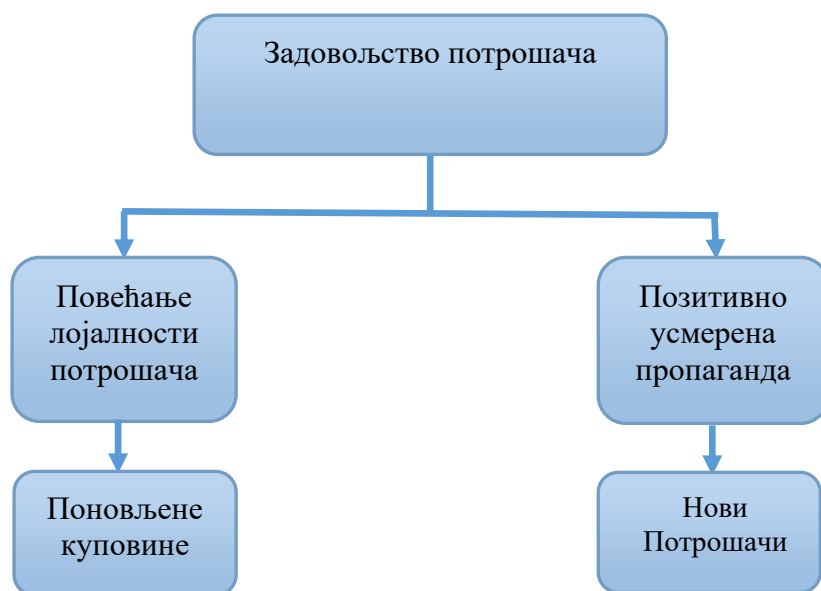 Задовољство потрошача
Повећање
лојалности
потрошача
Позитивно
усмерена
пропаганда
Поновљене
куповине
Нови
Потрошачи